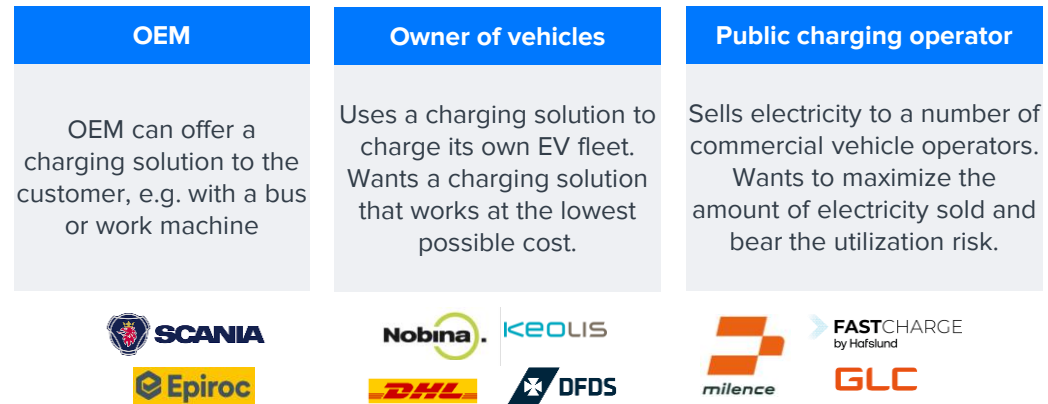 OEM
OEM can offer a
charging solution to the
customer, e.g. with a bus
or work machine
SCANIA
Epiroc
Owner of vehicles
Uses a charging solution to
charge its own EV fleet.
Wants a charging solution
that works at the lowest
possible cost.
Nobina.
KEOLIS
DHL
DFDS
Public charging operator
Sells electricity to a number of
commercial vehicle operators.
Wants to maximize the
amount of electricity sold and
bear the utilization risk.
milence
FASTCHARGE
by Hafslund
GLC